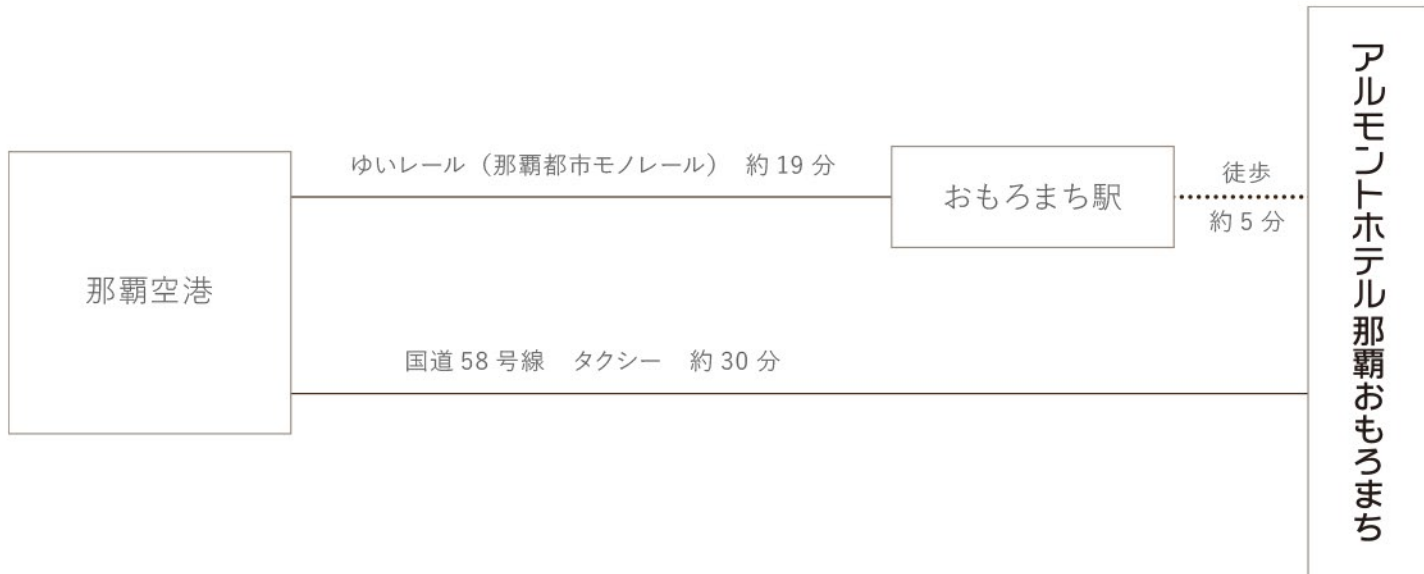 那覇空港
ゆいレール（那覇都市モノレール） 約 19 分
おもろまち駅
徒歩
約 5 分
国道 58 号線　タクシー　約 30 分
アルモントホテル那覇おもろまち